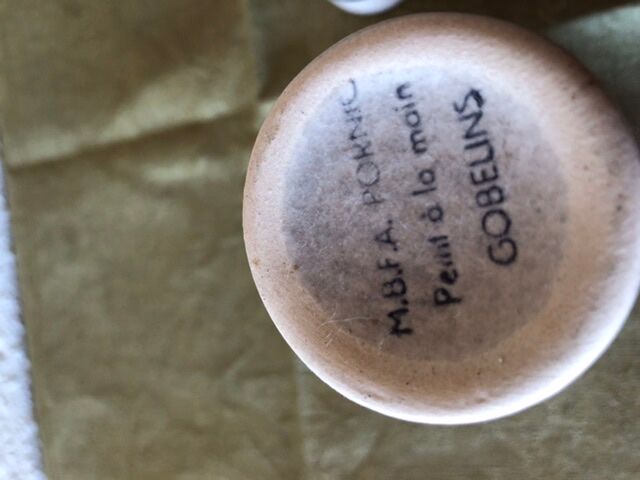 M.B.F.A. PORNIC
Peint à la main
GOBELINS